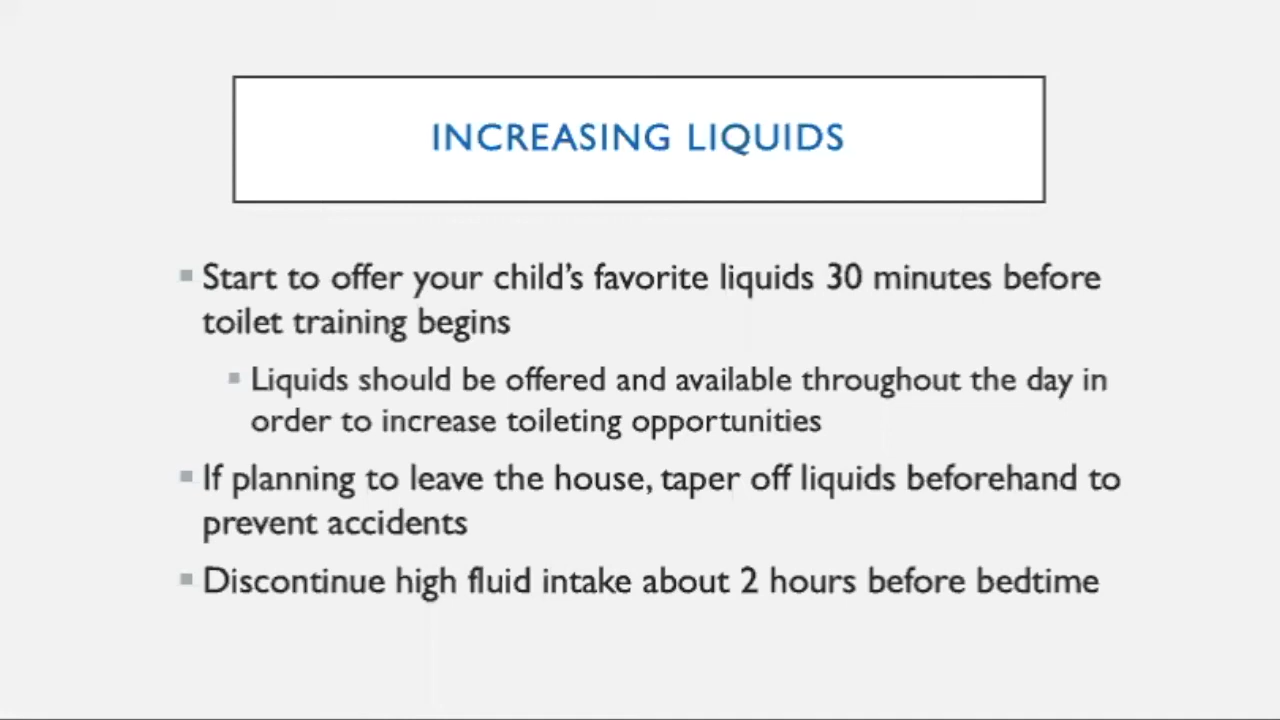 INCREASING LIQUIDS
Start to offer your child’s favorite liquids 30 minutes before
toilet training begins
Liquids should be offered and available throughout the day in
order to increase toileting opportunities
If planning to leave the house, taper off liquids beforehand to
prevent accidents
Discontinue high fluid intake about 2 hours before bedtime